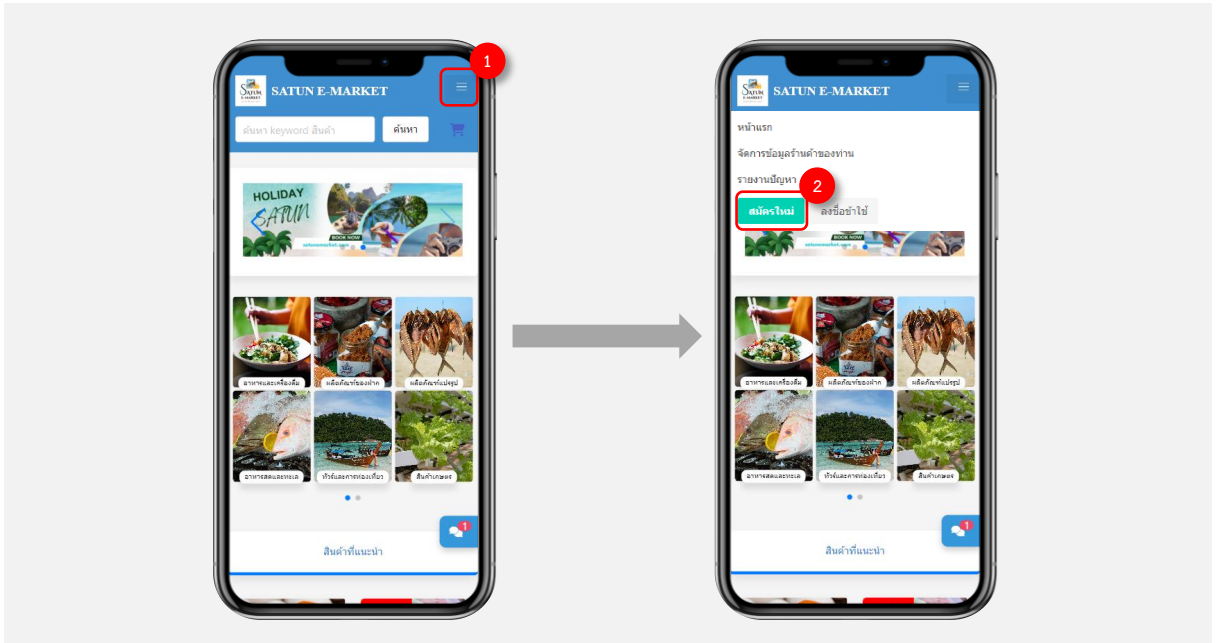 1
SATUN E-MARKET
ค้นหา keyword สินค้า
ค้นหา
HOLIDAY
SATUN
BOOK NOW
อาหารและเครื่องดื่ม
ผลิตภัณฑ์ของฝาก
ผลิตภัณฑ์แปรรูป
อาหารสดและทะเล
ทัวร์และการท่องเที่ยว
สินค้าเกษตร
1
สินค้าที่แนะนำ
SATUN E-MARKET
หน้าแรก
จัดการข้อมูลร้านค้าของท่าน
รายงานปัญหา
2
สมัครใหม่
ลงชื่อเข้าใช้
BOOK NOW
อาหารและเครื่องดื่ม
ผลิตภัณฑ์ของฝาก
ผลิตภัณฑ์แปรรูป
อาหารสดและทะเล
ทัวร์และการท่องเที่ยว
สินค้าเกษตร
1
สินค้าที่แนะนำ